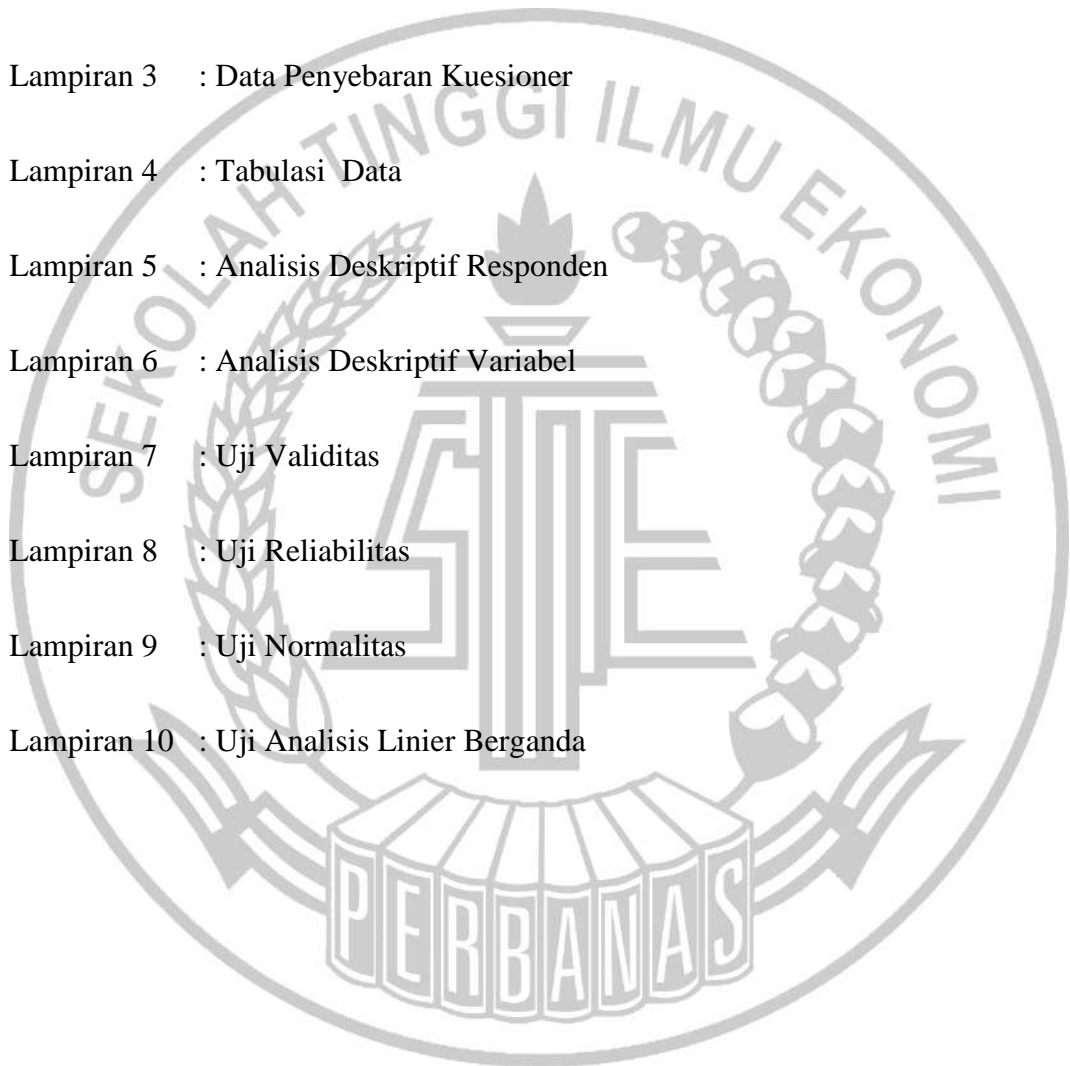 Lampiran 3 : Data Penyebaran Kuesioner
Lampiran 4 : Tabulasi Data
Lampiran 5 : Analisis Deskriptif Responden
Lampiran 6 : Analisis Deskriptif Variabel
Lampiran 7 : Uji Validitas
Lampiran 8 : Uji Reliabilitas
Lampiran 9 : Uji Normalitas
Lampiran 10 : Uji Analisis Linier Berganda
SEKOLAH TINGGI ILMU EKONOMI
STIE
PERBANAS